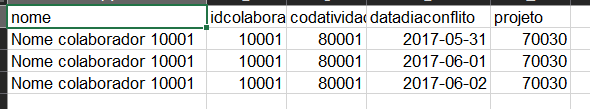 nome idcolabora codatividad datadiaconflito projeto
Nome colaborador 10001 10001 80001 2017-05-31 70030
Nome colaborador 10001 10001 80001 2017-06-01 70030
Nome colaborador 10001 10001 80001 2017-06-02 70030